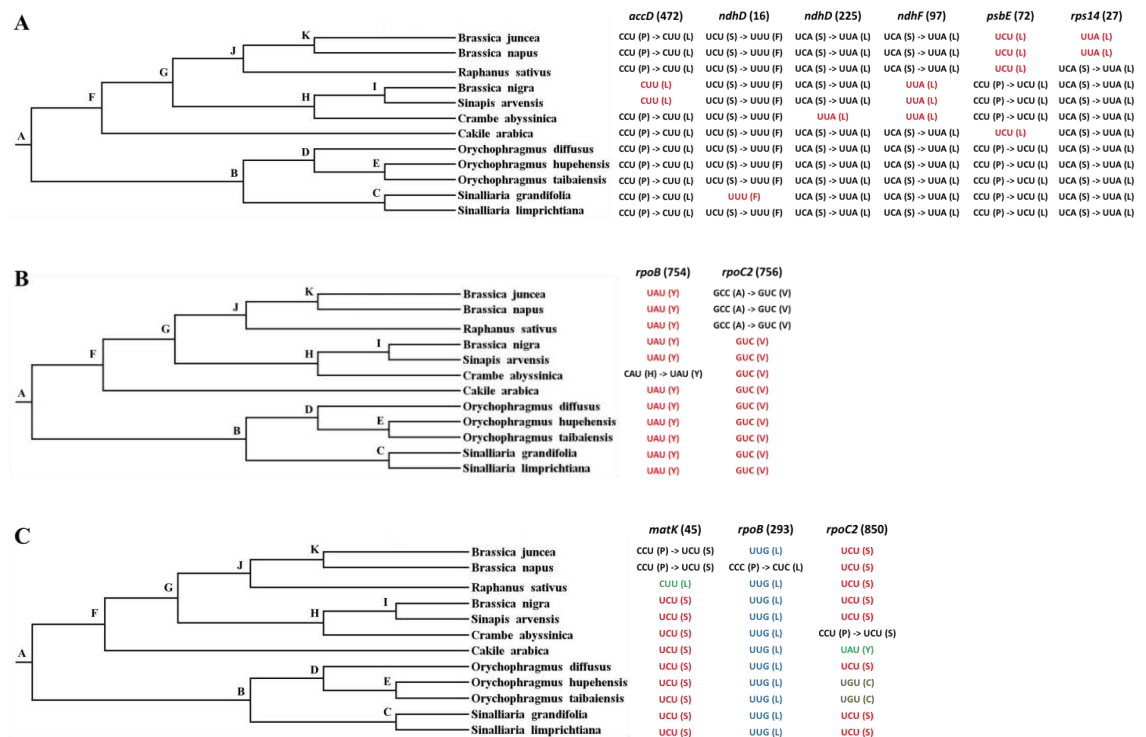 A
accD (472) ndhD (16) ndhD (225) ndhF (97) psbE (72) rps14 (27)
K
Brassica juncea CCU (P) -> CUU (L) UCU (S) -> UUU (F) UCA (S) -> UUA (L) UCA (S) -> UUA (L) UCU (L) UUA (L)
J
Brassica napus CCU (P) -> CUU (L) UCU (S) -> UUU (F) UCA (S) -> UUA (L) UCA (S) -> UUA (L) UCU (L) UUA (L)
G
Raphanus sativus CCU (P) -> CUU (L) UCU (S) -> UUU (F) UCA (S) -> UUA (L) UCA (S) -> UUA (L) UCU (L) UCA (S) -> UUA (L)
I
Brassica nigra CUU (L) UCU (S) -> UUU (F) UCA (S) -> UUA (L) UUA (L) CCU (P) -> UCU (L) UCA (S) -> UUA (L)
F H
Sinapis arvensis CUU (L) UCU (S) -> UUU (F) UCA (S) -> UUA (L) UUA (L) CCU (P) -> UCU (L) UCA (S) -> UUA (L)
Crambe abyssinica CCU (P) -> CUU (L) UCU (S) -> UUU (F) UUA (L) UUA (L) CCU (P) -> UCU (L) UCA (S) -> UUA (L)
A
Cakile arabica CCU (P) -> CUU (L) UCU (S) -> UUU (F) UCA (S) -> UUA (L) UCA (S) -> UUA (L) UCU (L) UCA (S) -> UUA (L)
D
Orychophragmus diffusus CCU (P) -> CUU (L) UCU (S) -> UUU (F) UCA (S) -> UUA (L) UCA (S) -> UUA (L) CCU (P) -> UCU (L) UCA (S) -> UUA (L)
E
Orychophragmus hupehensis CCU (P) -> CUU (L) UCU (S) -> UUU (F) UCA (S) -> UUA (L) UCA (S) -> UUA (L) CCU (P) -> UCU (L) UCA (S) -> UUA (L)
B
Orychophragmus taibaiensis CCU (P) -> CUU (L) UCU (S) -> UUU (F) UCA (S) -> UUA (L) UCA (S) -> UUA (L) CCU (P) -> UCU (L) UCA (S) -> UUA (L)
C
Sinalliaria grandifolia CCU (P) -> CUU (L) UUU (F) UCA (S) -> UUA (L) UCA (S) -> UUA (L) CCU (P) -> UCU (L) UCA (S) -> UUA (L)
Sinalliaria limprichtiana CCU (P) -> CUU (L) UCU (S) -> UUU (F) UCA (S) -> UUA (L) UCA (S) -> UUA (L) CCU (P) -> UCU (L) UCA (S) -> UUA (L)
B
rpoB (754) rpoC2 (756)
K
Brassica juncea UAU (Y) GCC (A) -> GUC (V)
J
Brassica napus UAU (Y) GCC (A) -> GUC (V)
G
Raphanus sativus UAU (Y) GCC (A) -> GUC (V)
I
Brassica nigra UAU (Y) GUC (V)
F H
Sinapis arvensis UAU (Y) GUC (V)
Crambe abyssinica CAU (H) -> UAU (Y) GUC (V)
A
Cakile arabica UAU (Y) GUC (V)
D
Orychophragmus diffusus UAU (Y) GUC (V)
E
Orychophragmus hupehensis UAU (Y) GUC (V)
B
Orychophragmus taibaiensis UAU (Y) GUC (V)
C
Sinalliaria grandifolia UAU (Y) GUC (V)
Sinalliaria limprichtiana UAU (Y) GUC (V)
C
matK (45) rpoB (293) rpoC2 (850)
K
Brassica juncea CCU (P) -> UCU (S) UUG (L) UCU (S)
J
Brassica napus CCU (P) -> UCU (S) CCC (P) -> CUC (L) UCU (S)
G
Raphanus sativus CUU (L) UUG (L) UCU (S)
I
Brassica nigra UCU (S) UUG (L) UCU (S)
F H
Sinapis arvensis UCU (S) UUG (L) UCU (S)
Crambe abyssinica UCU (S) UUG (L) CCU (P) -> UCU (S)
A
Cakile arabica UCU (S) UUG (L) UAU (Y)
D
Orychophragmus diffusus UCU (S) UUG (L) UCU (S)
E
Orychophragmus hupehensis UCU (S) UUG (L) UGU (C)
B
Orychophragmus taibaiensis UCU (S) UUG (L) UGU (C)
C
Sinalliaria grandifolia UCU (S) UUG (L) UCU (S)
Sinalliaria limprichtiana UCU (S) UUG (L) UCU (S)